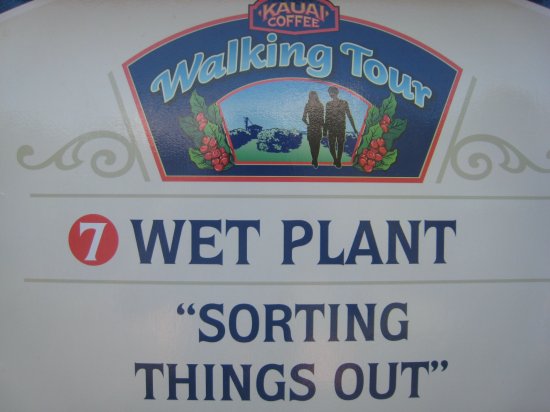 KAUAI
COFFEE
Walking Tour
7 WET PLANT
"SORTING
THINGS OUT"